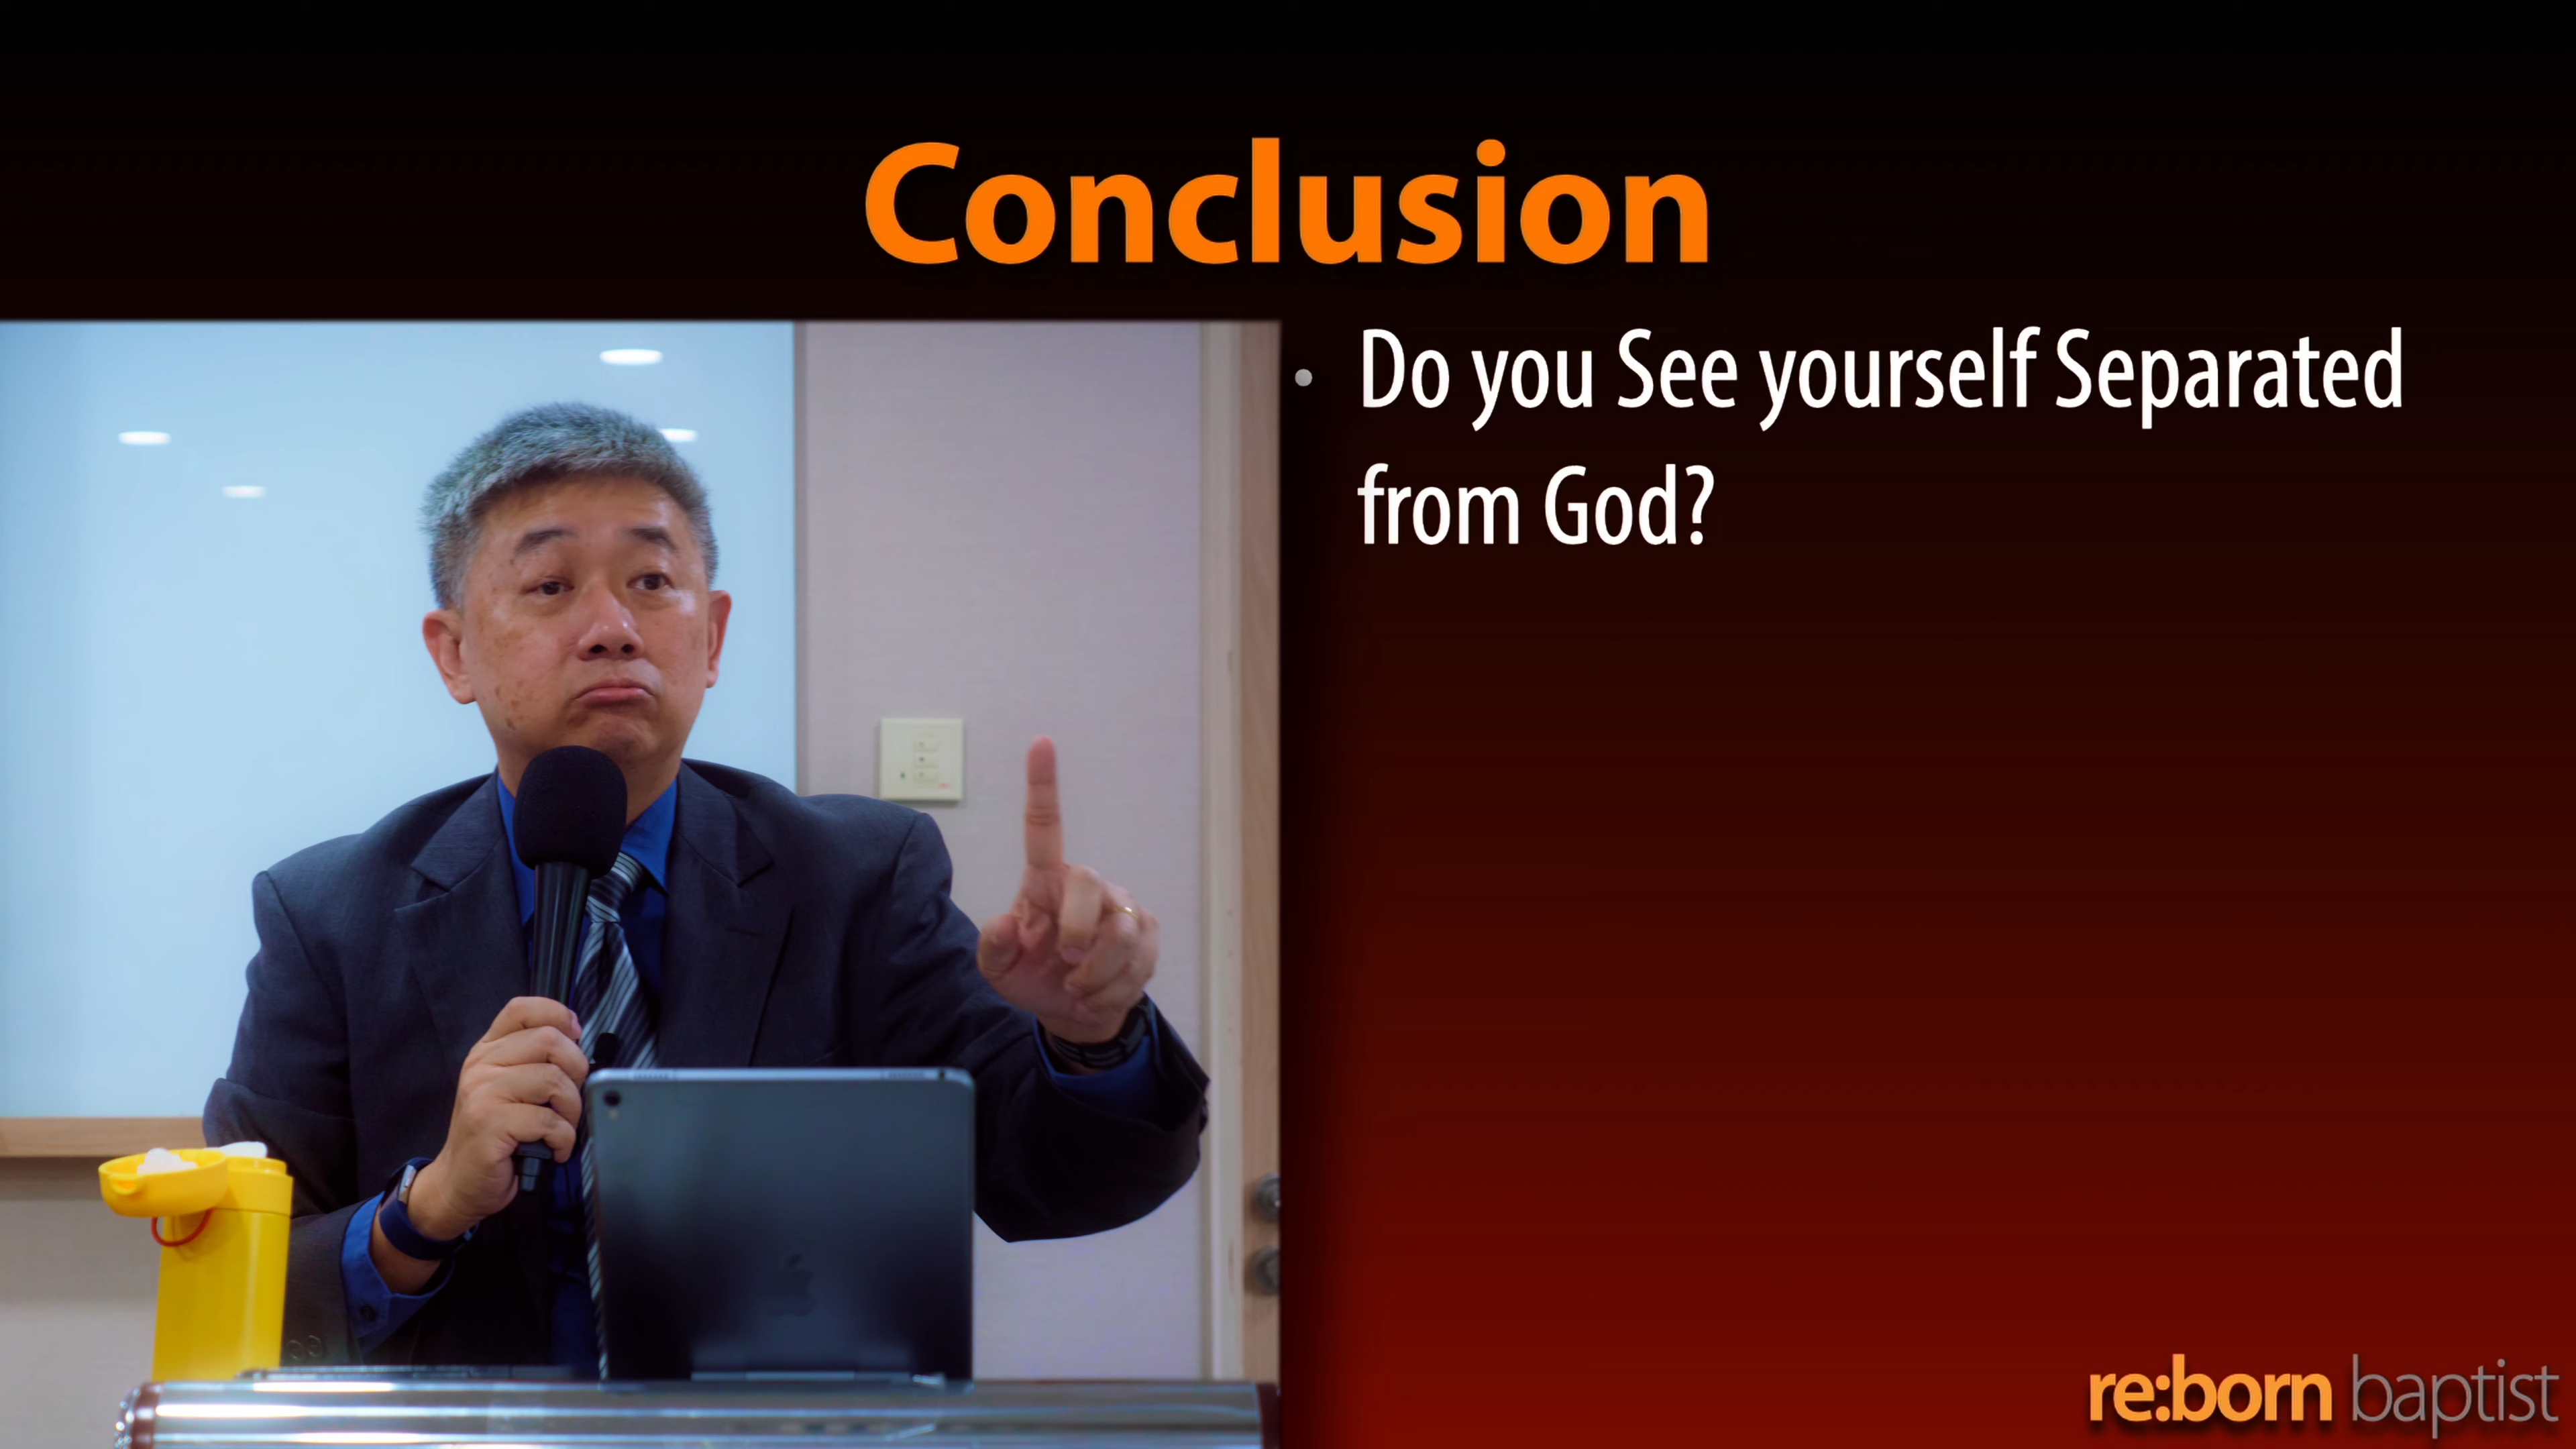 Conclusion
• Do you See yourself Separated
from God?
re:born baptist